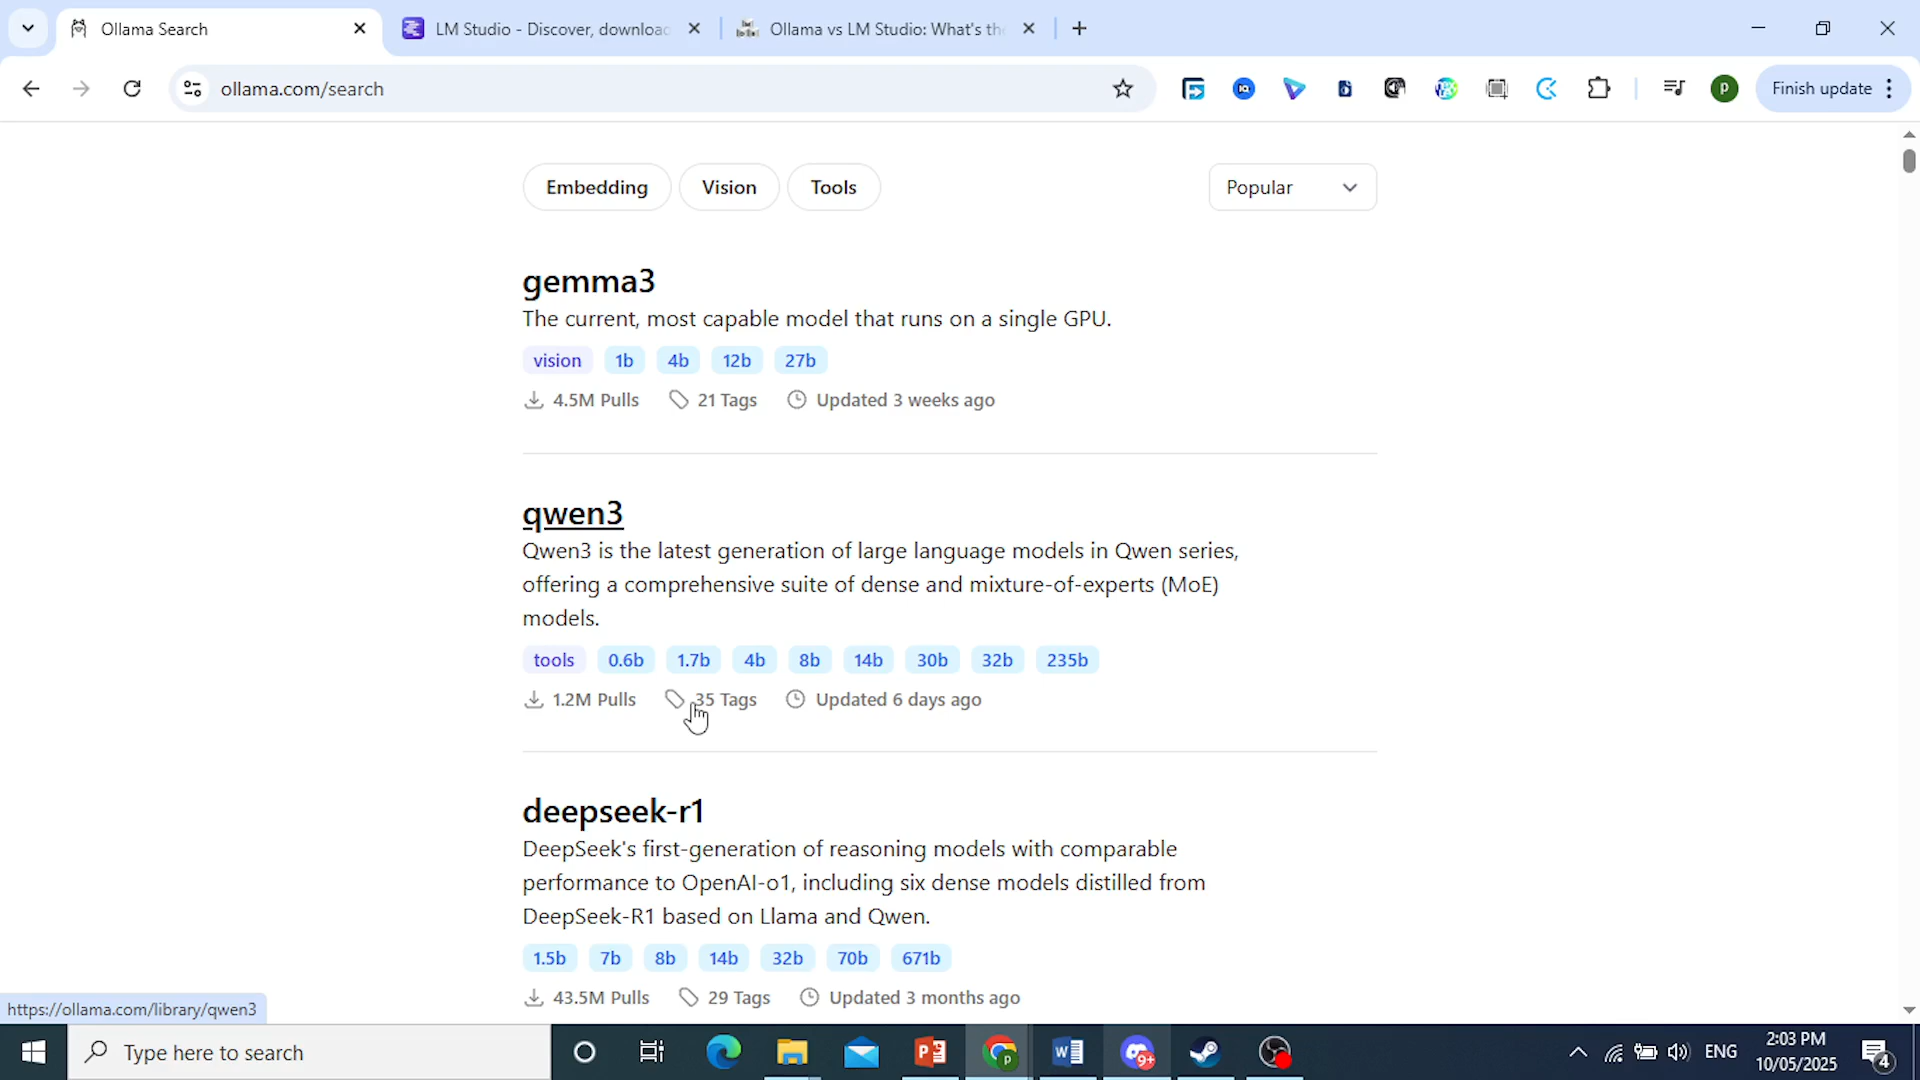 Ollama Search
LM Studio - Discover, downloac
Ollama vs LM Studio: What's the
ollama.com/search
Finish update
Embedding
Vision
Tools
Popular
gemma3
The current, most capable model that runs on a single GPU.
vision 1b 4b 12b 27b
4.5M Pulls 21 Tags Updated 3 weeks ago
qwen3
Qwen3 is the latest generation of large language models in Qwen series,
offering a comprehensive suite of dense and mixture-of-experts (MoE)
models.
tools 0.6b 1.7b 4b 8b 14b 30b 32b 235b
1.2M Pulls 35 Tags Updated 6 days ago
deepseek-r1
DeepSeek's first-generation of reasoning models with comparable
performance to OpenAI-o1, including six dense models distilled from
DeepSeek-R1 based on Llama and Qwen.
1.5b 7b 8b 14b 32b 70b 671b
43.5M Pulls 29 Tags Updated 3 months ago
https://ollama.com/library/qwen3
Type here to search
9+
ENG
2:03 PM
10/05/2025
4